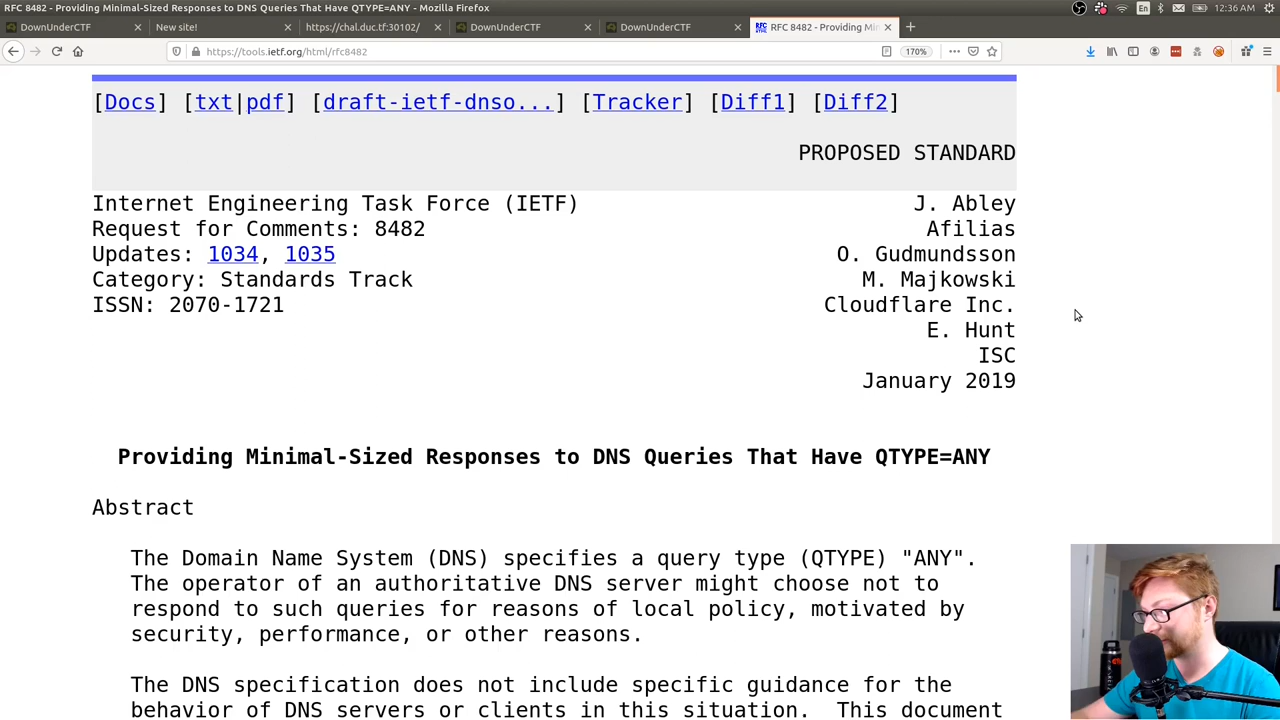 RFC 8482 - Providing Minimal-Sized Responses to DNS Queries That Have QTYPE=ANY - Mozilla Firefox
En
12:36 AM
DownUnderCTF
New site!
https://chal.duc.tf:30102/
DownUnderCTF
DownUnderCTF
RFC 8482 - Providing Min
https://tools.ietf.org/html/rfc8482
170%
[Docs] [txt|pdf] [draft-ietf-dnso...] [Tracker] [Diff1] [Diff2]
PROPOSED STANDARD
Internet Engineering Task Force (IETF) J. Abley
Request for Comments: 8482 Afilias
Updates: 1034, 1035 O. Gudmundsson
Category: Standards Track M. Majkowski
ISSN: 2070-1721 Cloudflare Inc.
E. Hunt
ISC
January 2019
Providing Minimal-Sized Responses to DNS Queries That Have QTYPE=ANY
Abstract
The Domain Name System (DNS) specifies a query type (QTYPE) "ANY".
The operator of an authoritative DNS server might choose not to
respond to such queries for reasons of local policy, motivated by
security, performance, or other reasons.
The DNS specification does not include specific guidance for the
behavior of DNS servers or clients in this situation. This document